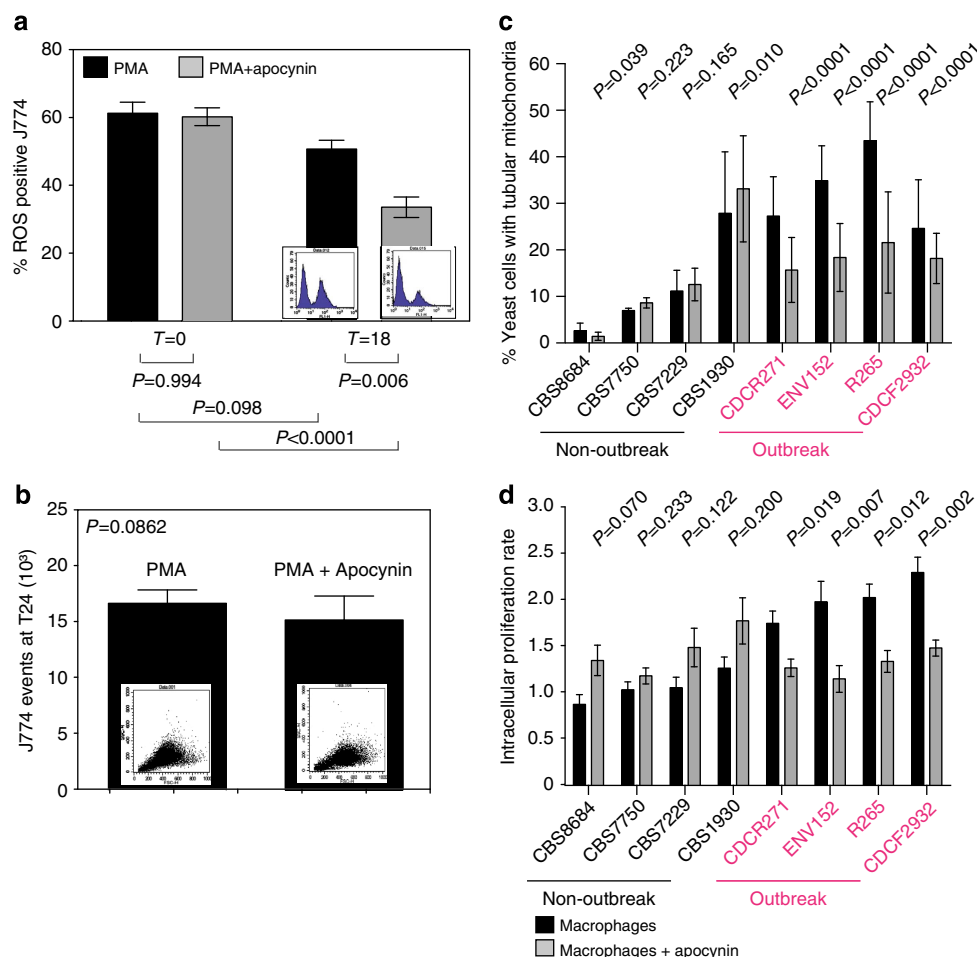 a
% ROS positive J774
80
60
40
20
0
PMA
PMA+apocynin
T=0
T=18
P=0.994
P=0.006
P=0.098
P<0.0001
b
J774 events at T24 (10³)
25
20
15
10
5
0
P=0.0862
PMA
PMA + Apocynin
FSC-H
FSC-H
c
% Yeast cells with tubular mitochondria
60
50
40
30
20
10
0
P=0.039
P=0.223
P=0.165
P=0.010
P<0.0001
P<0.0001
P<0.0001
P<0.0001
CBS8684
CBS7750
CBS7229
CBS1930
CDCR271
ENV152
R265
CDCF2932
Non-outbreak
Outbreak
d
Intracellular proliferation rate
3.0
2.5
2.0
1.5
1.0
0.5
0
P=0.070
P=0.233
P=0.122
P=0.200
P=0.019
P=0.007
P=0.012
P=0.002
CBS8684
CBS7750
CBS7229
CBS1930
CDCR271
ENV152
R265
CDCF2932
Non-outbreak
Outbreak
Macrophages
Macrophages + apocynin